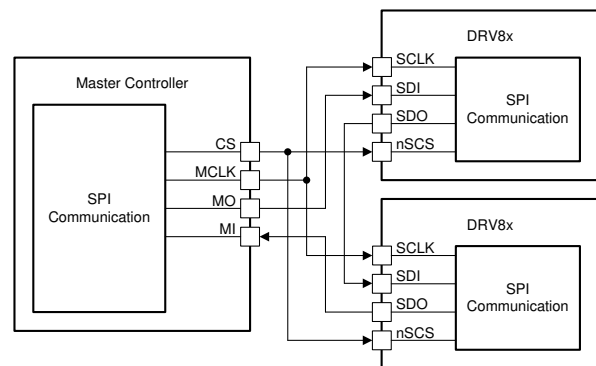 Master Controller
SPI
Communication
CS
MCLK
MO
MI
DRV8x
SCLK
SDI
SDO
nSCS
SPI
Communication
DRV8x
SCLK
SDI
SDO
nSCS
SPI
Communication